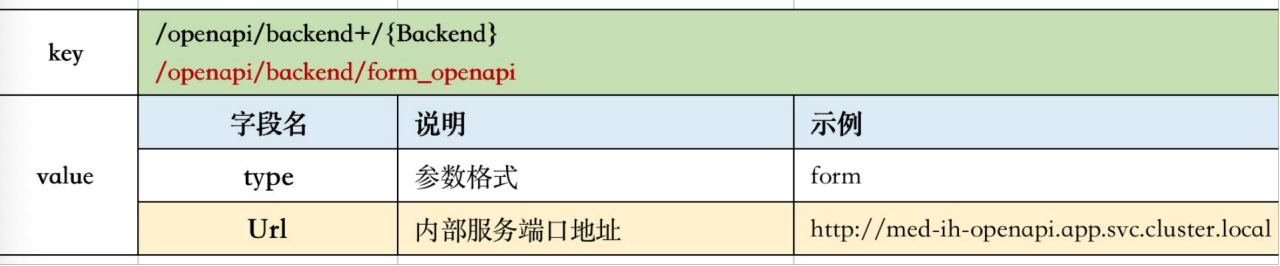 key
/openapi/backend+/{Backend}
/openapi/backend/form_openapi
value
字段名 说明 示例
type 参数格式 form
Url 内部服务端口地址 http://med-ih-openapi.app.svc.cluster.local